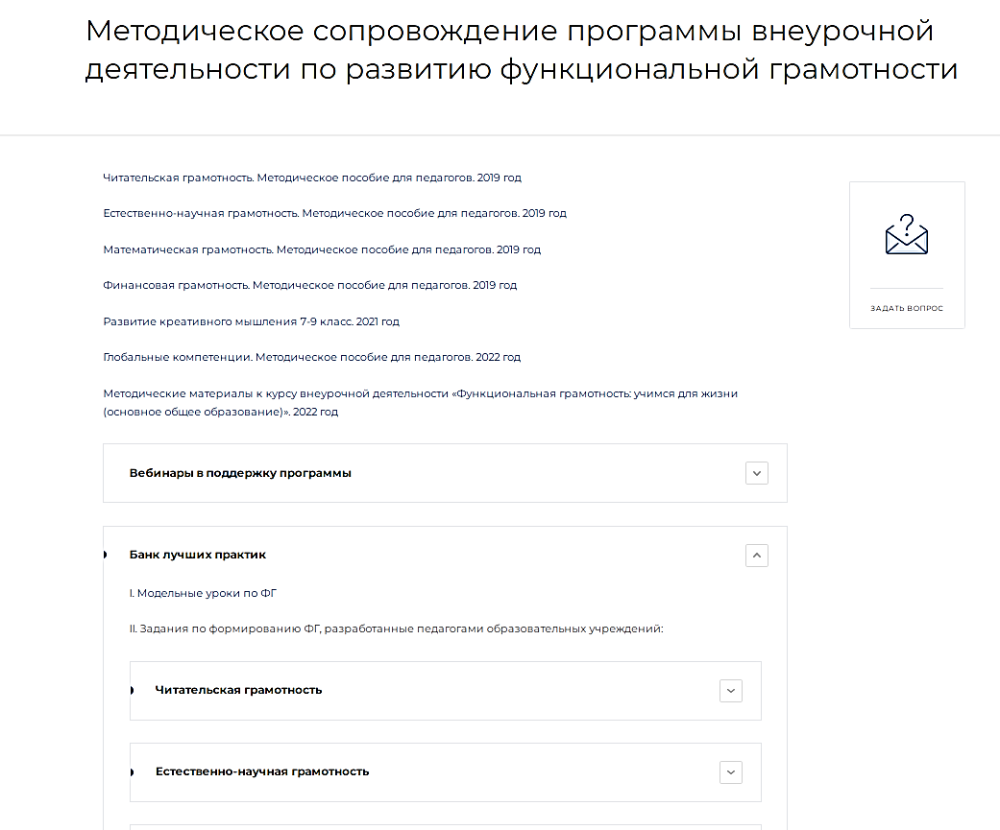 Методическое сопровождение программы внеурочной
деятельности по развитию функциональной грамотности
Читательская грамотность. Методическое пособие для педагогов. 2019 год
Естественно-научная грамотность. Методическое пособие для педагогов. 2019 год
Математическая грамотность. Методическое пособие для педагогов. 2019 год
Финансовая грамотность. Методическое пособие для педагогов. 2019 год
Развитие креативного мышления 7-9 класс. 2021 год
Глобальные компетенции. Методическое пособие для педагогов. 2022 год
Методические материалы к курсу внеурочной деятельности «Функциональная грамотность: учимся для жизни
(основное общее образование)». 2022 год
ЗАДАТЬ ВОПРОС
Вебинары в поддержку программы
Банк лучших практик
I. Модельные уроки по ФГ
II. Задания по формированию ФГ, разработанные педагогами образовательных учреждений:
Читательская грамотность
Естественно-научная грамотность